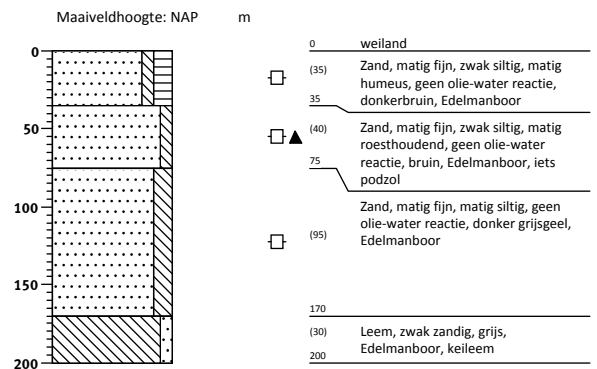 Maaiveldhoogte: NAP m
0
50
100
150
200
0 weiland
(35) Zand, matig fijn, zwak siltig, matig
humeus, geen olie-water reactie,
35 donkerbruin, Edelmanboor
(40) Zand, matig fijn, zwak siltig, matig
roesthoudend, geen olie-water
75 reactie, bruin, Edelmanboor, iets
podzol
Zand, matig fijn, matig siltig, geen
olie-water reactie, donker grijsgeel,
(95) Edelmanboor
170
(30) Leem, zwak zandig, grijs,
Edelmanboor, keileem
200